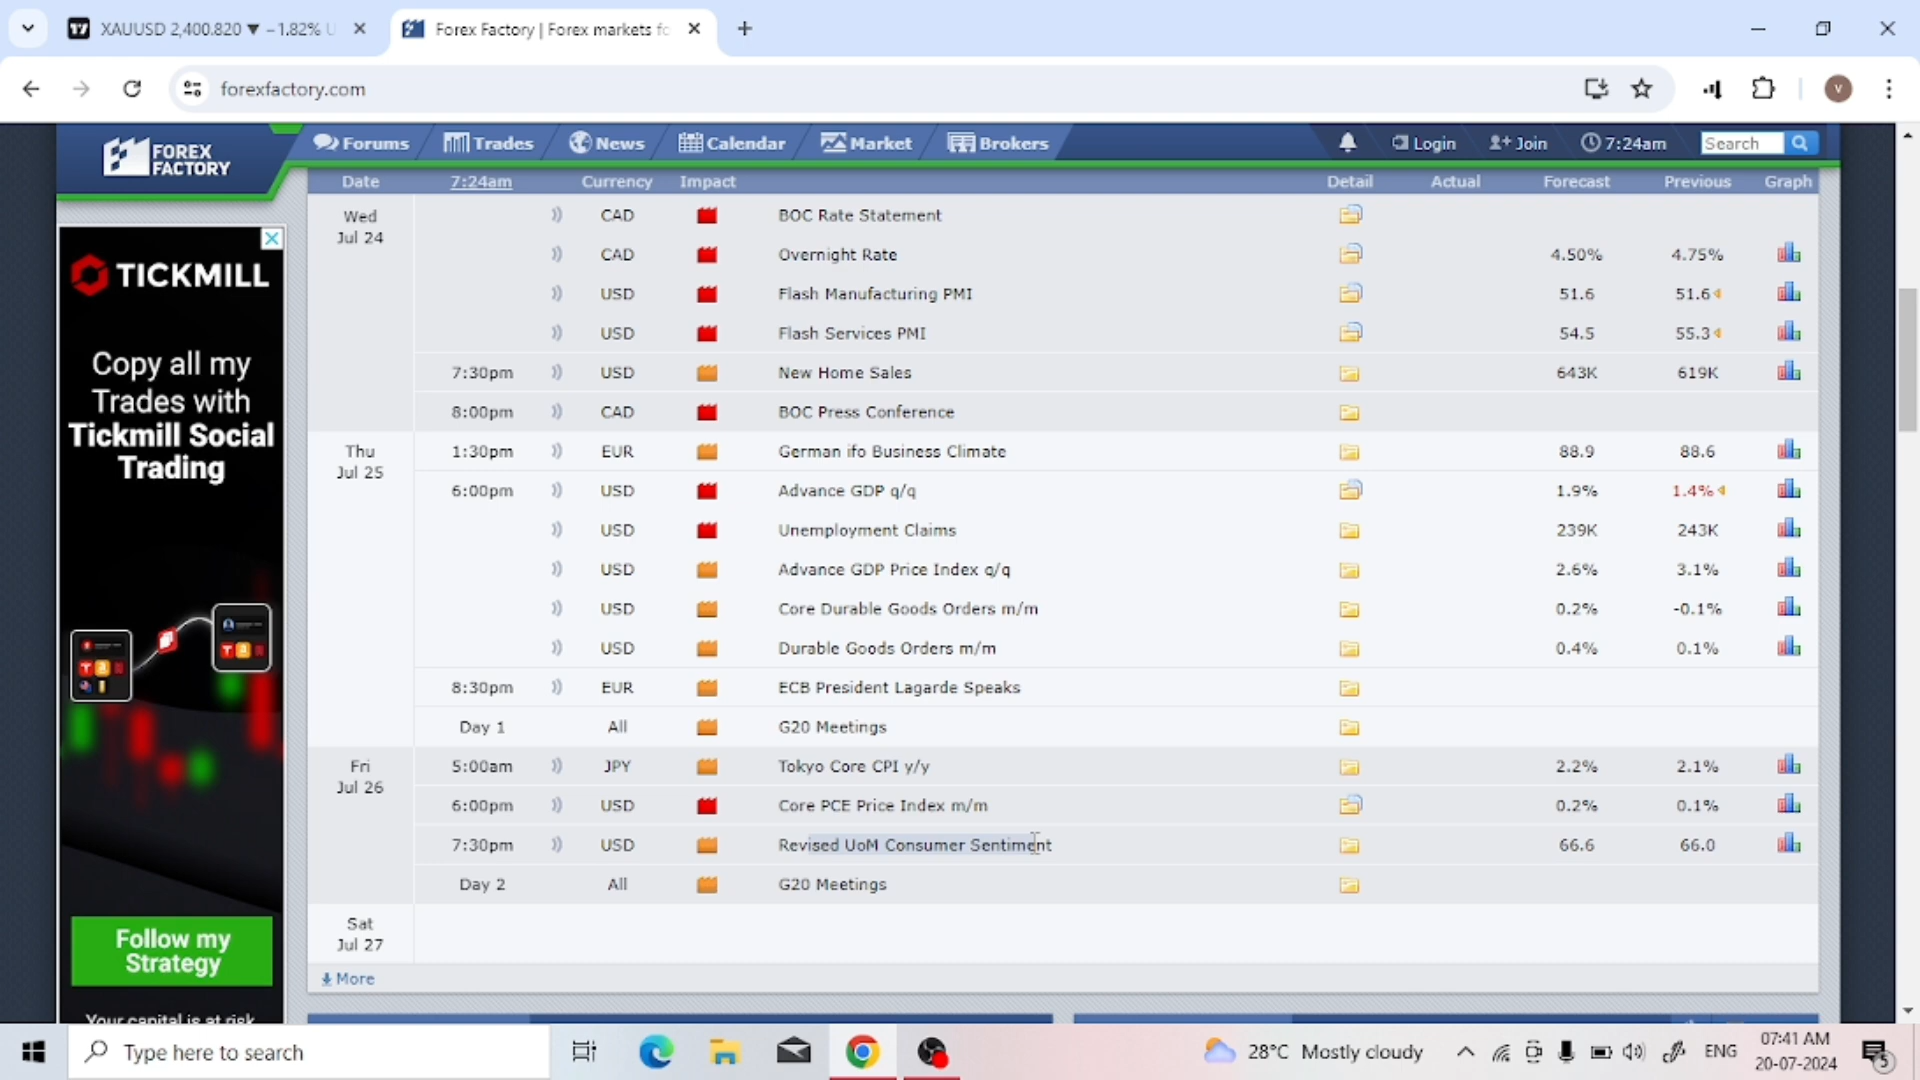 XAUUSD 2,400.820 ▼ −1.82% U
Forex Factory | Forex markets fo
forexfactory.com
V
FOREX FACTORY
Forums
Trades
News
Calendar
Market
Brokers
Login
Join
7:24am
Search
Date 7:24am Currency Impact Detail Actual Forecast Previous Graph
Wed Jul 24
CAD BOC Rate Statement
CAD Overnight Rate 4.50% 4.75%
USD Flash Manufacturing PMI 51.6 51.6
USD Flash Services PMI 54.5 55.3
7:30pm USD New Home Sales 643K 619K
8:00pm CAD BOC Press Conference
Thu Jul 25
1:30pm EUR German ifo Business Climate 88.9 88.6
6:00pm USD Advance GDP q/q 1.9% 1.4%
USD Unemployment Claims 239K 243K
USD Advance GDP Price Index q/q 2.6% 3.1%
USD Core Durable Goods Orders m/m 0.2% -0.1%
USD Durable Goods Orders m/m 0.4% 0.1%
8:30pm EUR ECB President Lagarde Speaks
Day 1 All G20 Meetings
Fri Jul 26
5:00am JPY Tokyo Core CPI y/y 2.2% 2.1%
6:00pm USD Core PCE Price Index m/m 0.2% 0.1%
7:30pm USD Revised UoM Consumer Sentiment 66.6 66.0
Day 2 All G20 Meetings
Sat Jul 27
More
TICKMILL
Copy all my
Trades with
Tickmill Social
Trading
Follow my
Strategy
Your capital is at risk
Type here to search
28°C Mostly cloudy
ENG
07:41 AM
20-07-2024
5